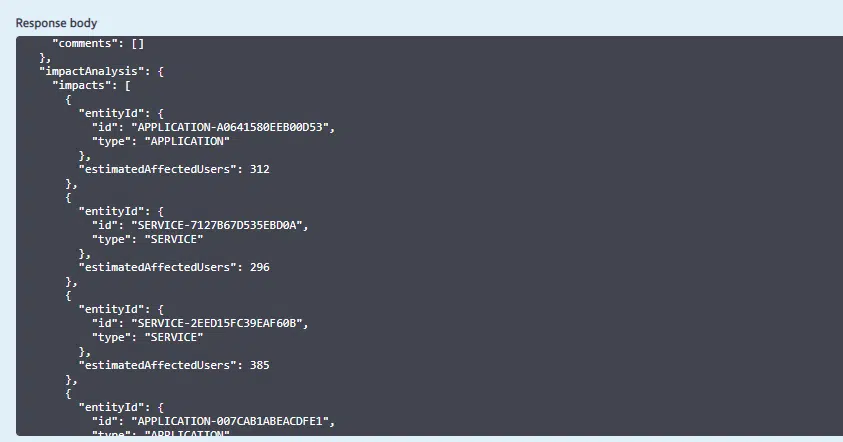 Response body
"comments": []
},
"impactAnalysis": {
"impacts": [
{
"entityId": {
"id": "APPLICATION-A0641580EEB00D53",
"type": "APPLICATION"
},
"estimatedAffectedUsers": 312
},
{
"entityId": {
"id": "SERVICE-7127B67D535EBD0A",
"type": "SERVICE"
},
"estimatedAffectedUsers": 296
},
{
"entityId": {
"id": "SERVICE-2EED15FC39EAF60B",
"type": "SERVICE"
},
"estimatedAffectedUsers": 385
},
{
"entityId": {
"id": "APPLICATION-007CAB1ABEACDFE1",
"type": "APPLICATION"